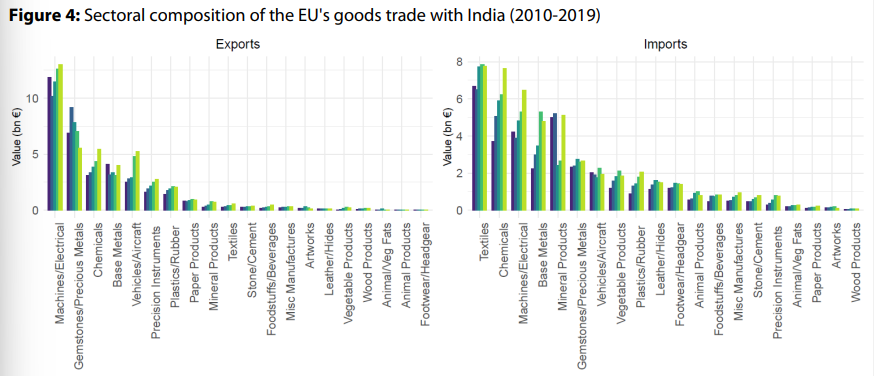 Figure 4: Sectoral composition of the EU's goods trade with India (2010-2019)
Exports
Value (bn €)
10
5
0
Machines/Electrical
Gemstones/Precious Metals
Chemicals
Base Metals
Vehicles/Aircraft
Precision Instruments
Plastics/Rubber
Paper Products
Mineral Products
Textiles
Stone/Cement
Foodstuffs/Beverages
Misc Manufactures
Artworks
Leather/Hides
Vegetable Products
Wood Products
Animal/Veg Fats
Animal Products
Footwear/Headgear
Imports
Value (bn €)
8
6
4
2
0
Textiles
Chemicals
Machines/Electrical
Base Metals
Mineral Products
Gemstones/Precious Metals
Vehicles/Aircraft
Vegetable Products
Plastics/Rubber
Leather/Hides
Footwear/Headgear
Animal Products
Foodstuffs/Beverages
Misc Manufactures
Stone/Cement
Precision Instruments
Animal/Veg Fats
Paper Products
Artworks
Wood Products